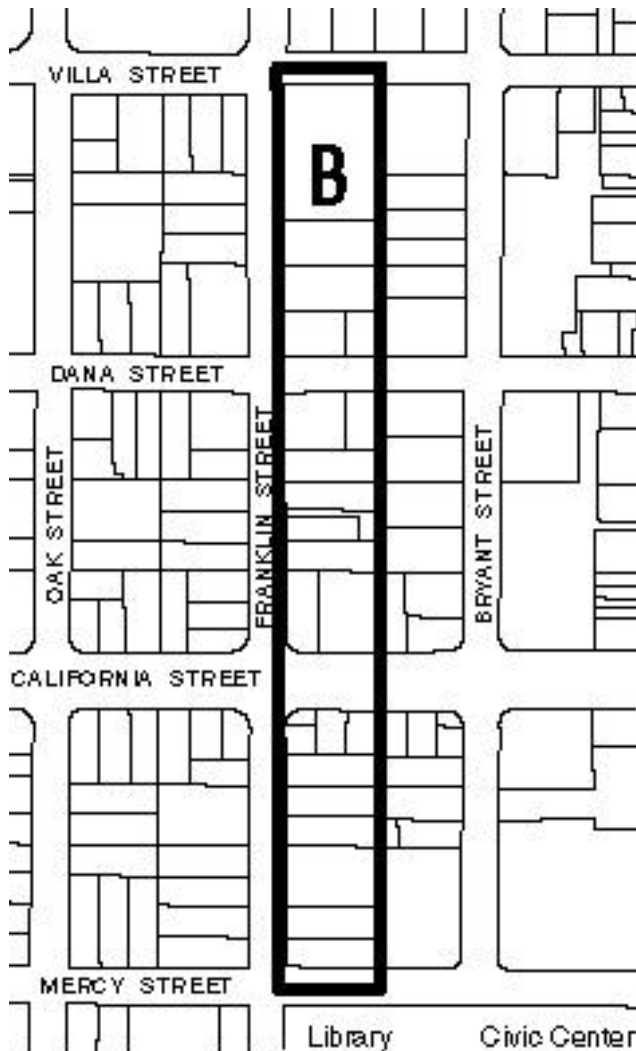 VILLA STREET
B
DANA STREET
OAK STREET
FRANKLIN STREET
BRYANT STREET
CALIFORNIA STREET
MERCY STREET
Library
Civic Center